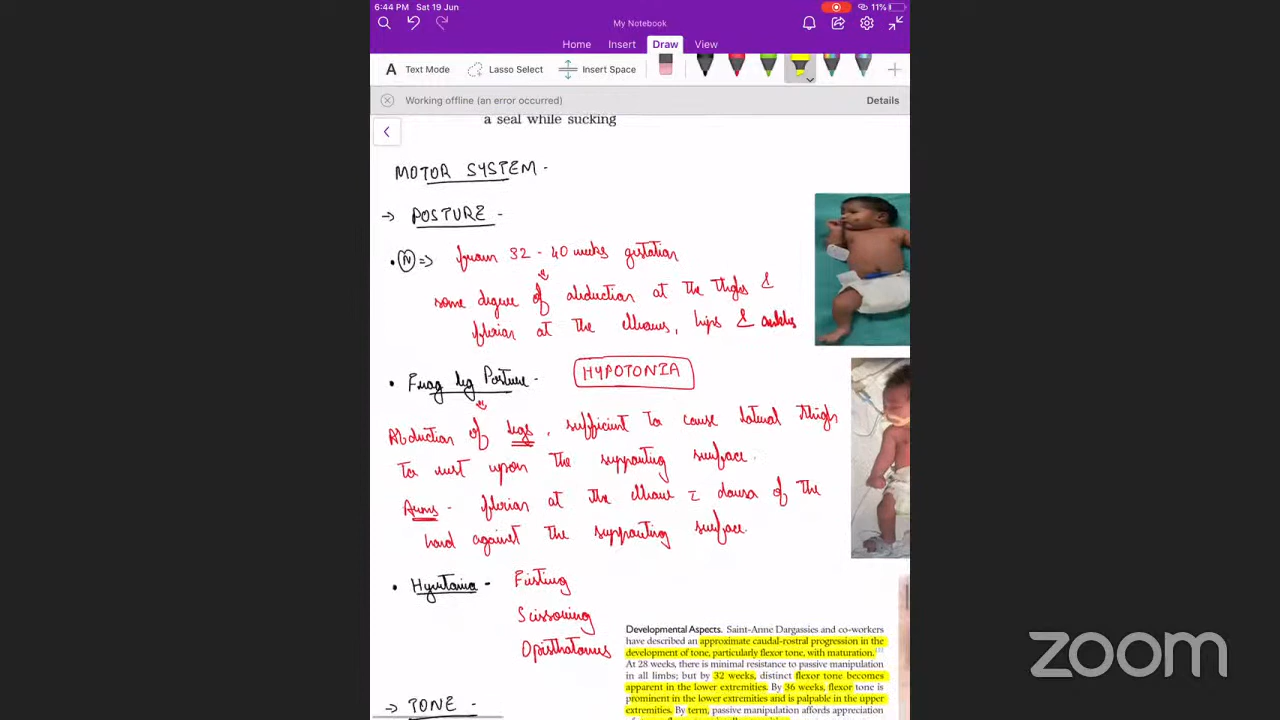 6:44 PM Sat 19 Jun
11%
My Notebook
Home Insert Draw View
A Text Mode Lasso Select Insert Space
Working offline (an error occurred) Details
a seal while sucking
MOTOR SYSTEM -
→ POSTURE -
• (N) => from 32 - 40 weeks gestation
some degree of abduction at the thighs &
flexion at the elbows, hips & ankles
• Frog leg Posture - HYPOTONIA
Abduction of legs, sufficient to cause lateral thigh
to rest upon the supporting surface.
Arms - flexion at the elbow c dorsa of the
hand against the supporting surface.
• Hypertonia - Fisting
Scissoring
Opisthotonus
Developmental Aspects. Saint-Anne Dargassies and co-workers
have described an approximate caudal-rostral progression in the
development of tone, particularly flexor tone, with maturation.
At 28 weeks, there is minimal resistance to passive manipulation
in all limbs; but by 32 weeks, distinct flexor tone becomes
apparent in the lower extremities. By 36 weeks, flexor tone is
prominent in the lower extremities and is palpable in the upper
extremities. By term, passive manipulation affords appreciation
→ TONE -
zoom